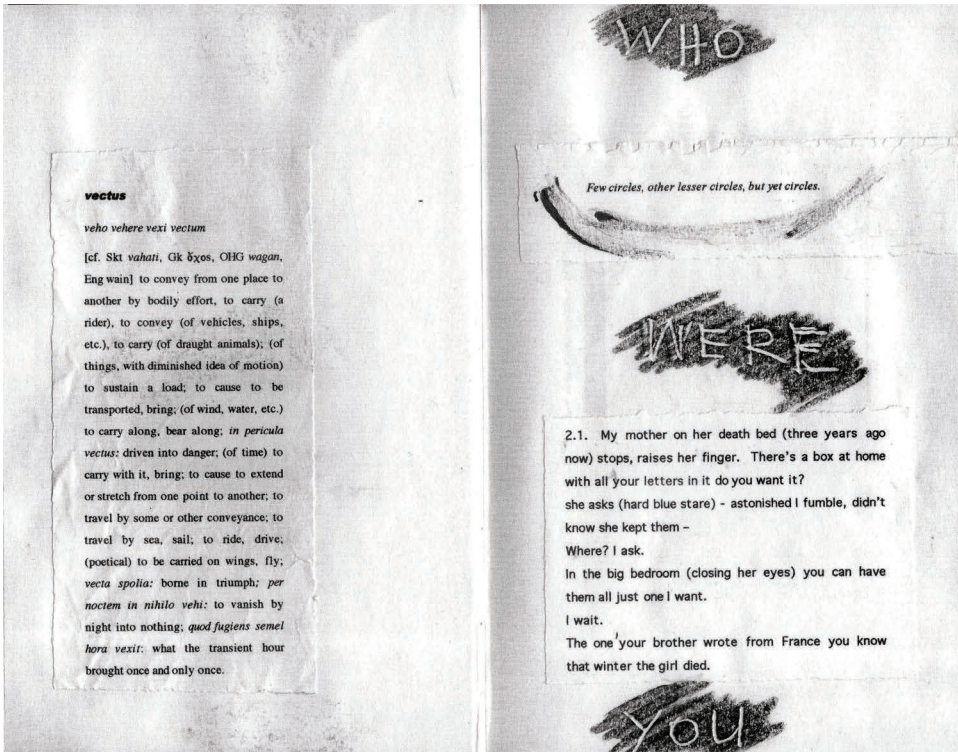 vectus
veho vehere vexi vectum
[cf. Skt vahati, Gk ὄχος, OHG wagan,
Eng wain] to convey from one place to
another by bodily effort, to carry (a
rider), to convey (of vehicles, ships,
etc.), to carry (of draught animals); (of
things, with diminished idea of motion)
to sustain a load; to cause to be
transported, bring; (of wind, water, etc.)
to carry along, bear along; in pericula
vectus: driven into danger; (of time) to
carry with it, bring; to cause to extend
or stretch from one point to another; to
travel by some or other conveyance; to
travel by sea, sail; to ride, drive;
(poetical) to be carried on wings, fly;
vecta spolia: borne in triumph; per
noctem in nihilo vehi: to vanish by
night into nothing; quod fugiens semel
hora vexit: what the transient hour
brought once and only once.
WHO
Few circles, other lesser circles, but yet circles.
WERE
2.1. My mother on her death bed (three years ago
now) stops, raises her finger. There's a box at home
with all your letters in it do you want it?
she asks (hard blue stare) - astonished I fumble, didn't
know she kept them –
Where? I ask.
In the big bedroom (closing her eyes) you can have
them all just one I want.
I wait.
The one your brother wrote from France you know
that winter the girl died.
YOU